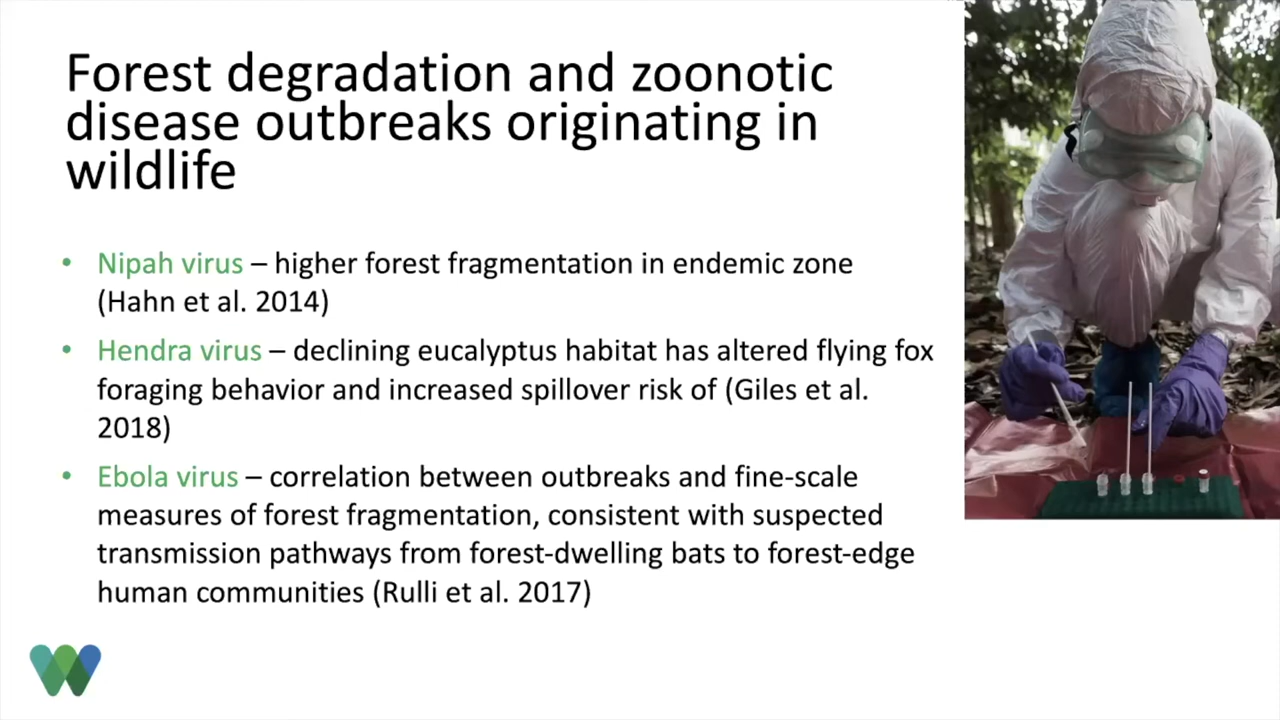 Forest degradation and zoonotic
disease outbreaks originating in
wildlife
• Nipah virus – higher forest fragmentation in endemic zone
(Hahn et al. 2014)
• Hendra virus – declining eucalyptus habitat has altered flying fox
foraging behavior and increased spillover risk of (Giles et al.
2018)
• Ebola virus – correlation between outbreaks and fine-scale
measures of forest fragmentation, consistent with suspected
transmission pathways from forest-dwelling bats to forest-edge
human communities (Rulli et al. 2017)